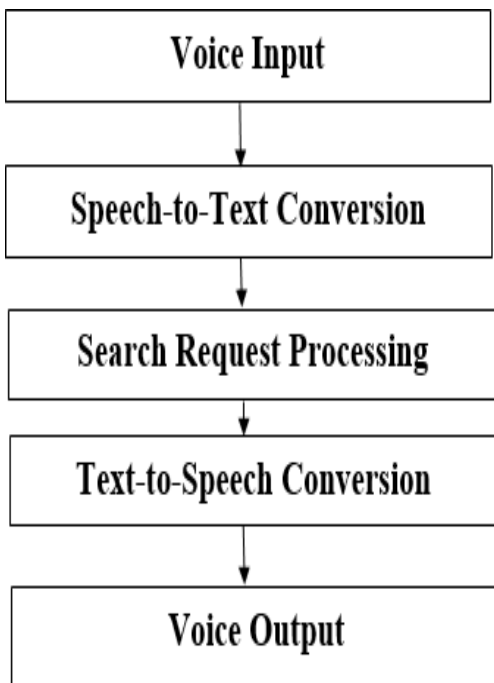 Voice Input
Speech-to-Text Conversion
Search Request Processing
Text-to-Speech Conversion
Voice Output